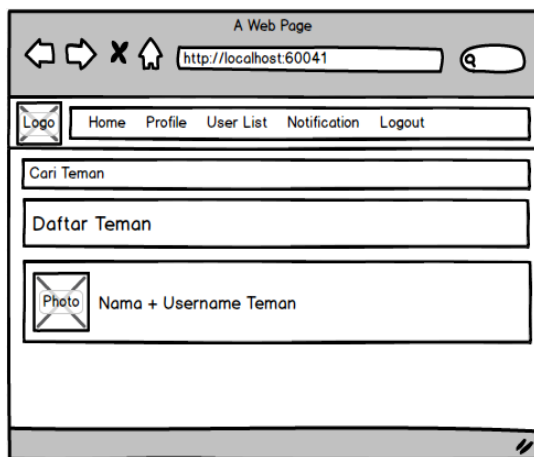 A Web Page
http://localhost:60041
Logo
Home Profile User List Notification Logout
Cari Teman
Daftar Teman
Photo
Nama + Username Teman